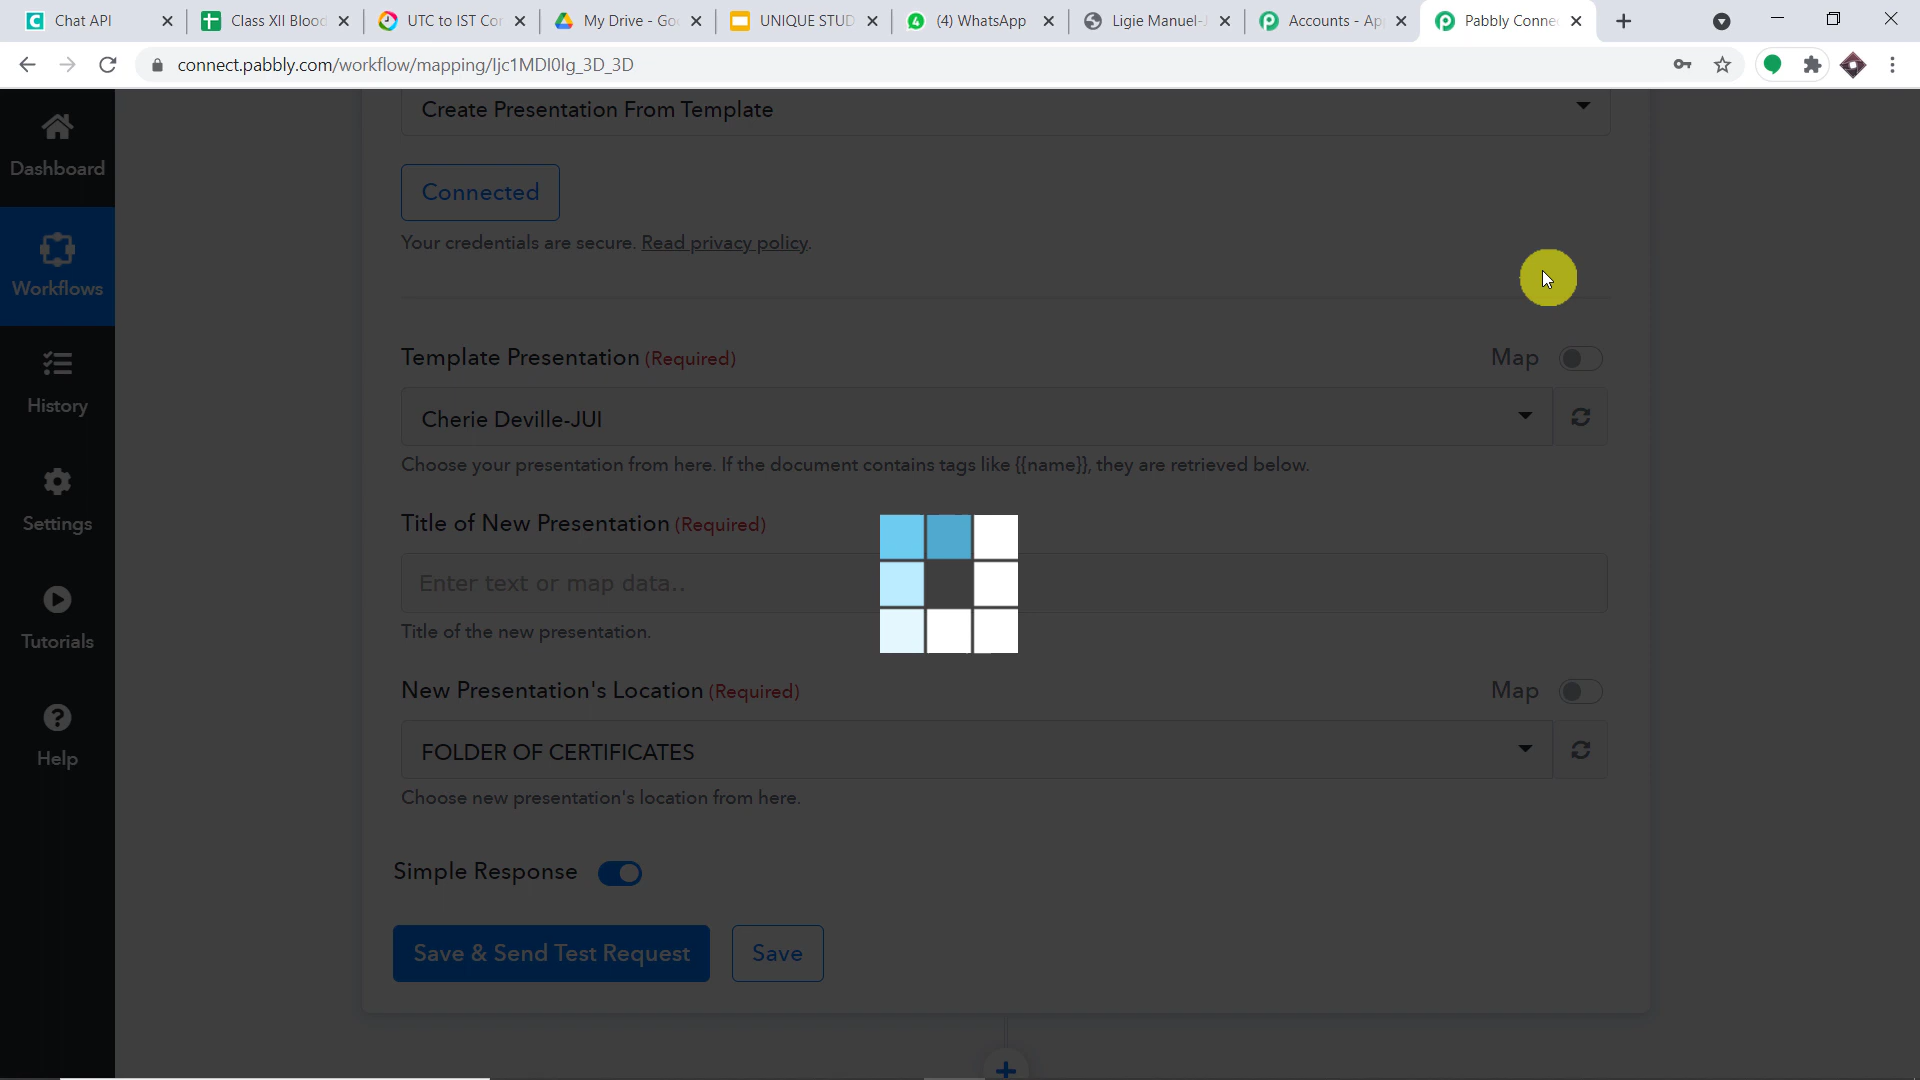 Chat API
Class XII Blood
UTC to IST Con
My Drive - Goo
UNIQUE STUD
(4) WhatsApp
Ligie Manuel-J
Accounts - Ap
Pabbly Connec
connect.pabbly.com/workflow/mapping/Ijc1MDI0Ig_3D_3D
Dashboard
Workflows
History
Settings
Tutorials
Help
Create Presentation From Template
Connected
Your credentials are secure. Read privacy policy.
Template Presentation (Required)
Map
Cherie Deville-JUI
Choose your presentation from here. If the document contains tags like {{name}}, they are retrieved below.
Title of New Presentation (Required)
Enter text or map data..
Title of the new presentation.
New Presentation's Location (Required)
Map
FOLDER OF CERTIFICATES
Choose new presentation's location from here.
Simple Response
Save & Send Test Request
Save